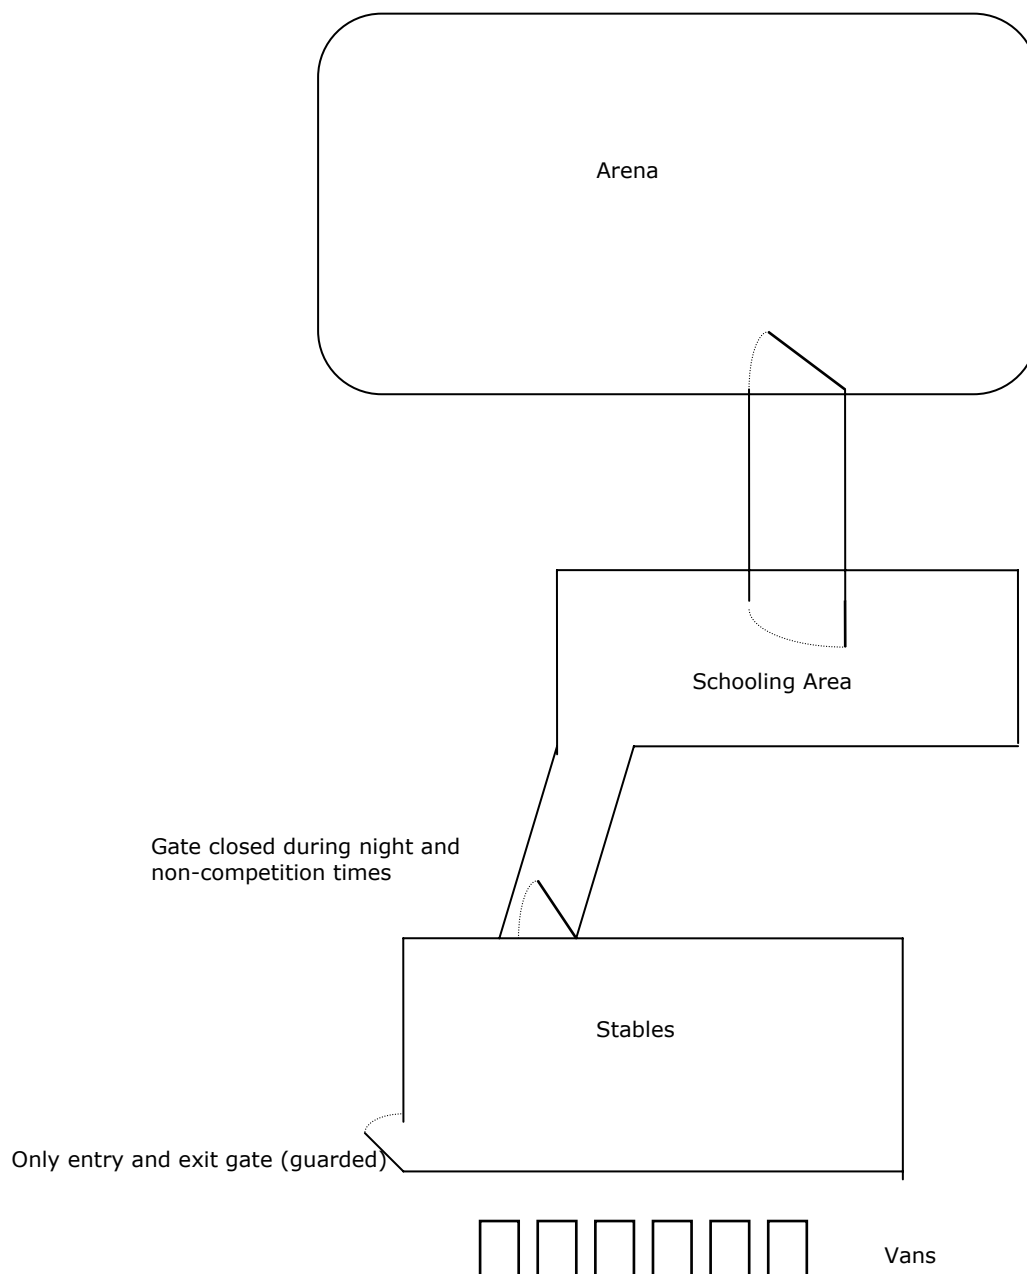 Arena
Schooling Area
Gate closed during night and
non-competition times
Stables
Only entry and exit gate (guarded)
Vans